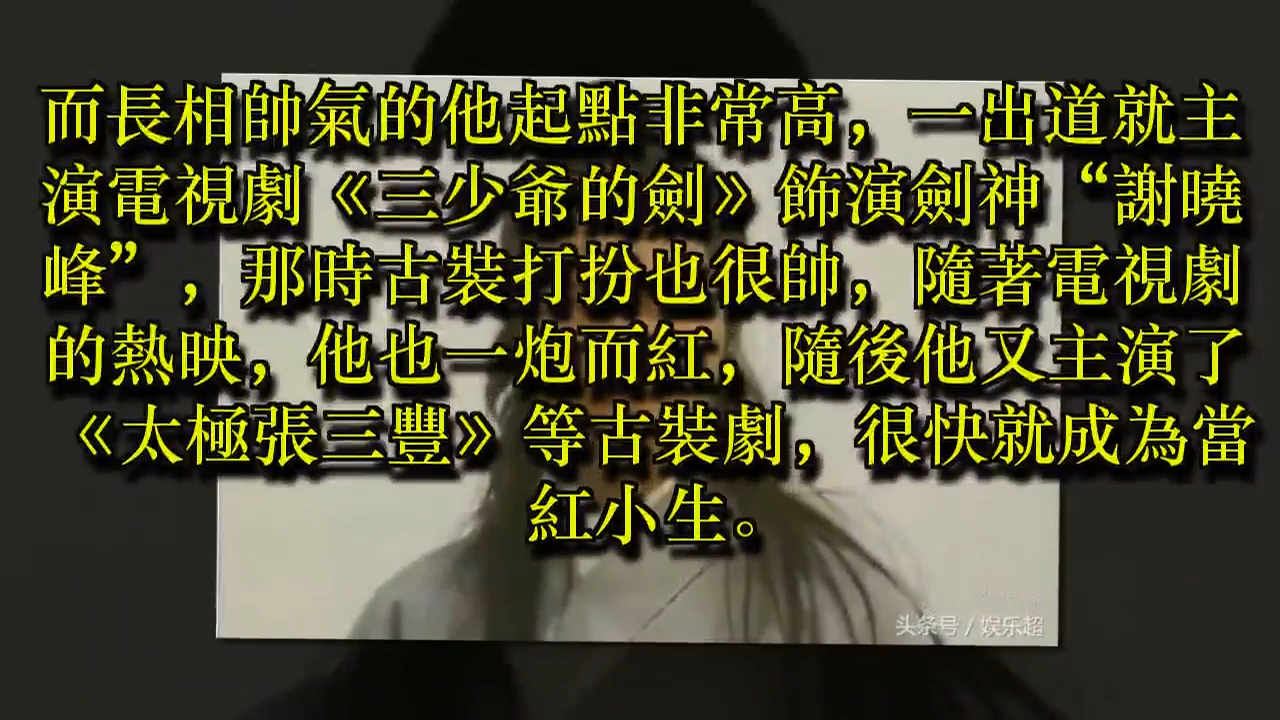 而長相帥氣的他起點非常高，一出道就主
演電視劇《三少爺的劍》飾演劍神“謝曉
峰”，那時古裝打扮也很帥，隨著電視劇
的熱映，他也一炮而紅，隨後他又主演了
《太極張三豐》等古裝劇，很快就成為當
紅小生。
头条号 / 娱乐超